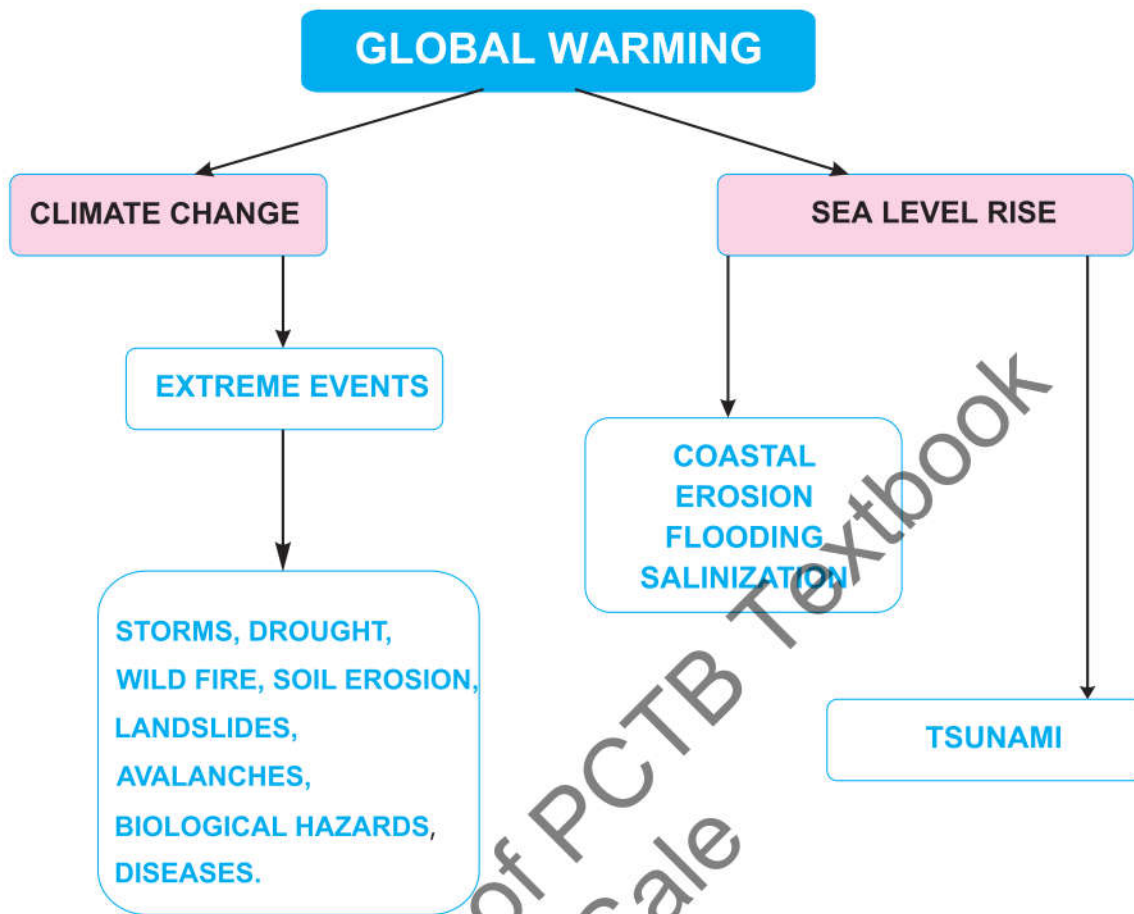 GLOBAL WARMING
CLIMATE CHANGE
SEA LEVEL RISE
EXTREME EVENTS
COASTAL
EROSION
FLOODING
SALINIZATION
STORMS, DROUGHT,
WILD FIRE, SOIL EROSION,
LANDSLIDES,
AVALANCHES,
BIOLOGICAL HAZARDS,
DISEASES.
TSUNAMI
of PCTB Textbook
Sale